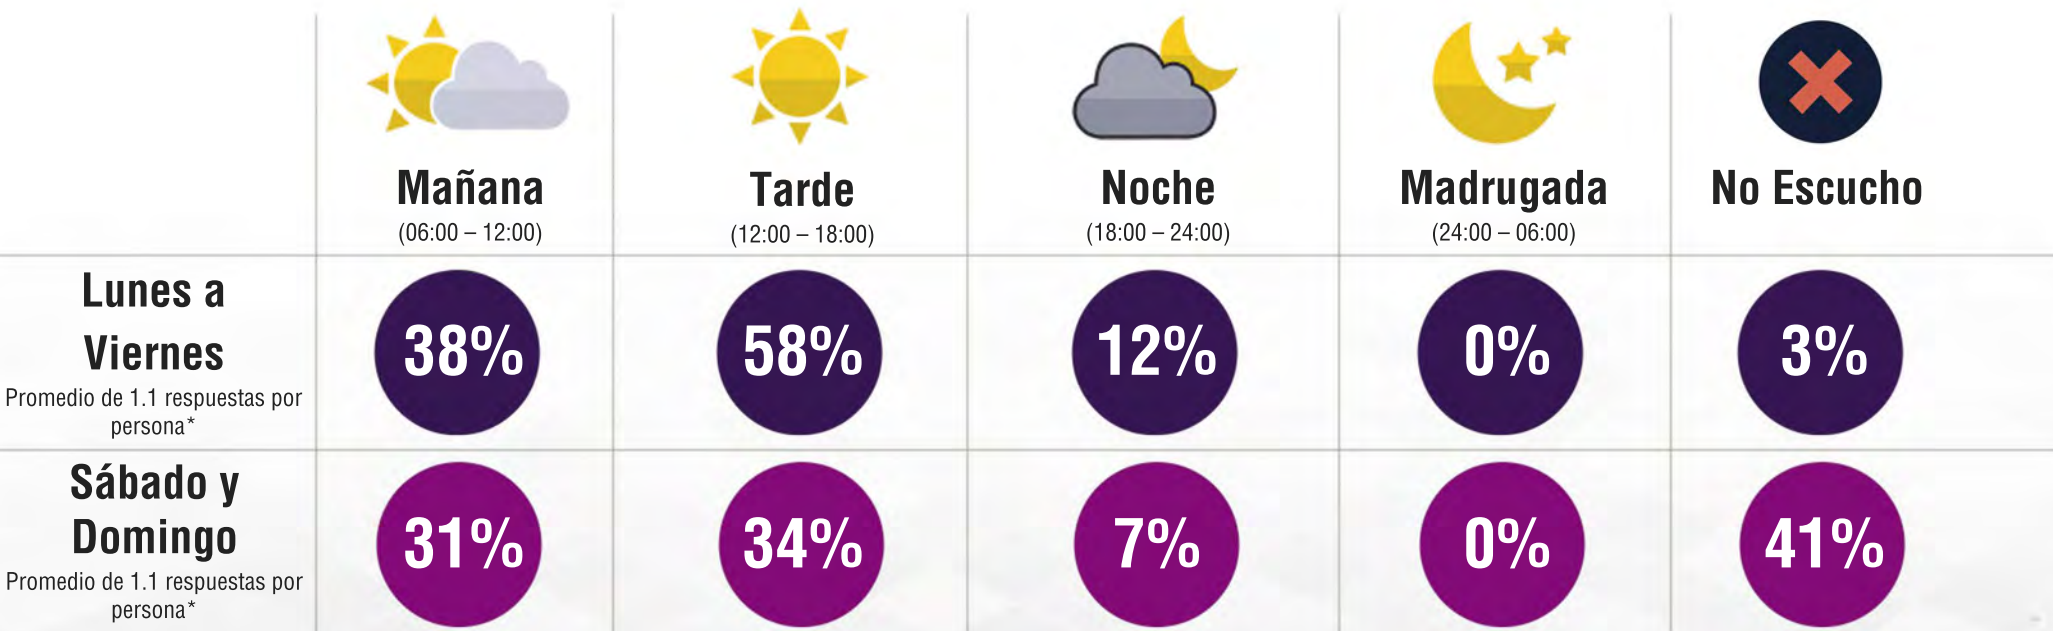 Mañana
(06:00 – 12:00)
Tarde
(12:00 – 18:00)
Noche
(18:00 – 24:00)
Madrugada
(24:00 – 06:00)
No Escucho
Lunes a
Viernes
Promedio de 1.1 respuestas por
persona*
38%
58%
12%
0%
3%
Sábado y
Domingo
Promedio de 1.1 respuestas por
persona*
31%
34%
7%
0%
41%